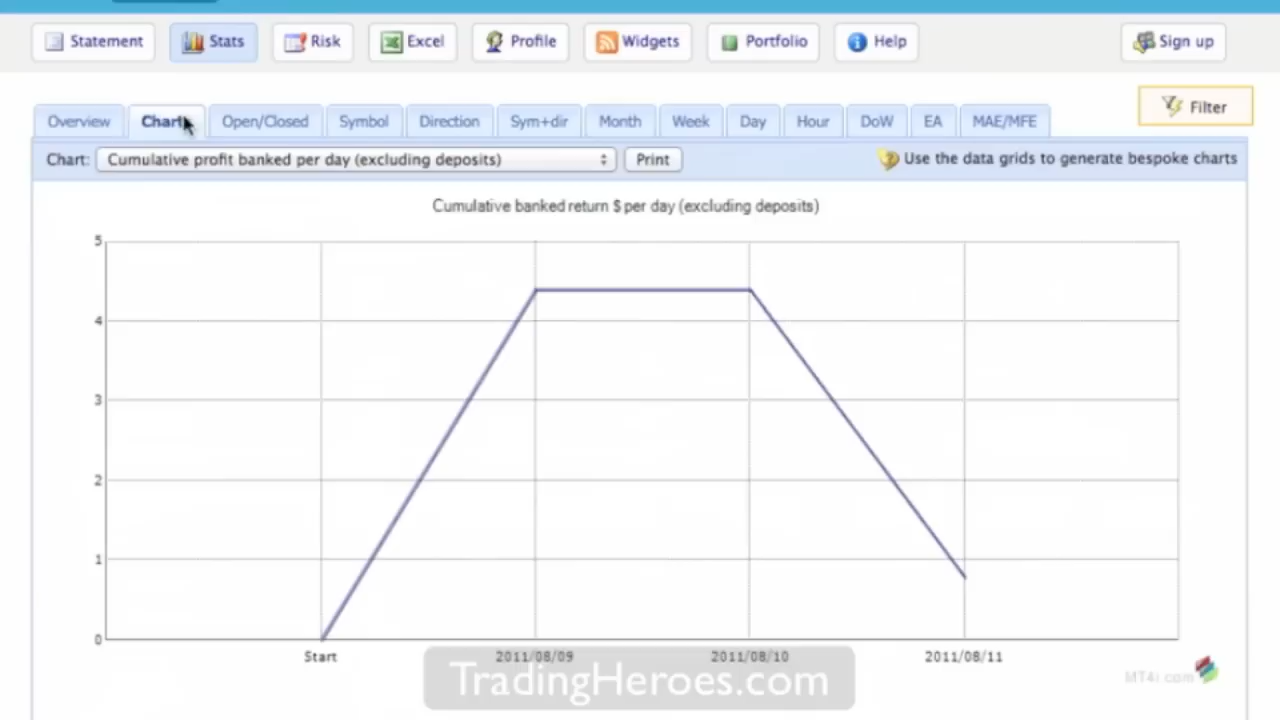 Statement Stats Risk Excel Profile Widgets Portfolio Help Sign up
Filter
Overview Chart Open/Closed Symbol Direction Sym+dir Month Week Day Hour DoW EA MAE/MFE
Chart: Cumulative profit banked per day (excluding deposits) Print Use the data grids to generate bespoke charts
Cumulative banked return $ per day (excluding deposits)
5
4
3
2
1
0
Start 2011/08/09 2011/08/10 2011/08/11
TradingHeroes.com
MT4i.com